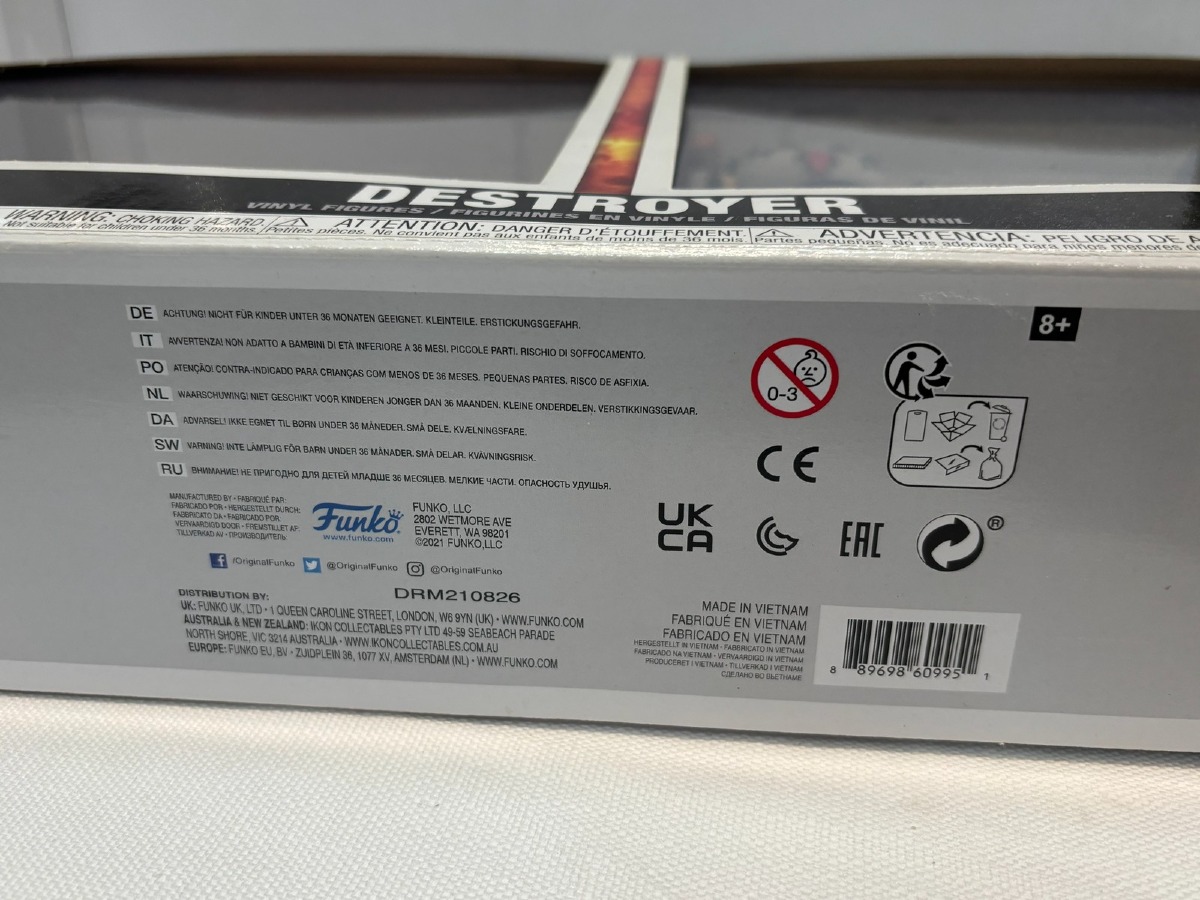 DESTROYER
VINYL FIGURES / FIGURINES EN VINYLE / FIGURAS DE VINIL
WARNING: CHOKING HAZARD. ATTENTION: DANGER D'ÉTOUFFEMENT. ADVERTENCIA: PELIGRO DE A
Not suitable for children under 36 months. Petites pièces. Ne convient pas aux enfants de moins de 36 mois. Partes pequeñas. No es adecuado para niños menores
8+
DE ACHTUNG! NICHT FÜR KINDER UNTER 36 MONATEN GEEIGNET. KLEINTEILE. ERSTICKUNGSGEFAHR.
IT AVVERTENZA! NON ADATTO A BAMBINI DI ETÀ INFERIORE A 36 MESI. PICCOLE PARTI. RISCHIO DI SOFFOCAMENTO.
PO ATENÇÃO! CONTRA-INDICADO PARA CRIANÇAS COM MENOS DE 36 MESES. PEQUENAS PARTES. RISCO DE ASFIXIA.
NL WAARSCHUWING! NIET GESCHIKT VOOR KINDEREN JONGER DAN 36 MAANDEN. KLEINE ONDERDELEN. VERSTIKKINGSGEVAAR.
DA ADVARSEL! IKKE EGNET TIL BØRN UNDER 36 MÅNEDER. SMÅ DELE. KVÆLNINGSFARE.
SW VARNING! INTE LÄMPLIG FÖR BARN UNDER 36 MÅNADER. SMÅ DELAR. KVÄVNINGSRISK.
RU ВНИМАНИЕ! НЕ ПРИГОДНО ДЛЯ ДЕТЕЙ МЛАДШЕ 36 МЕСЯЦЕВ. МЕЛКИЕ ЧАСТИ. ОПАСНОСТЬ УДУШЬЯ.
0-3
CE
MANUFACTURED BY • FABRIQUÉ PAR:
FABRICADO POR • HERGESTELLT DURCH:
FABBRICATO DA • FABRICADO POR:
VERVAARDIGD DOOR • FREMSTILLET AF:
TILLVERKAD AV • ПРОИЗВОДИТЕЛЬ:
Funko
www.funko.com
FUNKO, LLC
2802 WETMORE AVE
EVERETT, WA 98201
©2021 FUNKO,LLC
UK
CA
EAC
®
/OriginalFunko @OriginalFunko @OriginalFunko
DRM210826
DISTRIBUTION BY:
UK: FUNKO UK, LTD • 1 QUEEN CAROLINE STREET, LONDON, W6 9YN (UK) • WWW.FUNKO.COM
AUSTRALIA & NEW ZEALAND: IKON COLLECTABLES PTY LTD 49-59 SEABEACH PARADE
NORTH SHORE, VIC 3214 AUSTRALIA • WWW.IKONCOLLECTABLES.COM.AU
EUROPE: FUNKO EU, BV • ZUIDPLEIN 36, 1077 XV, AMSTERDAM (NL) • WWW.FUNKO.COM
MADE IN VIETNAM
FABRIQUÉ EN VIETNAM
FABRICADO EN VIETNAM
HERGESTELLT IN VIETNAM • FABBRICATO IN VIETNAM
FABRICADO NA VIETNAM • VERVAARDIGD IN VIETNAM
PRODUCERET I VIETNAM • TILLVERKAD I VIETNAM
СДЕЛАНО ВО ВЬЕТНАМЕ
8 89698 60995 1